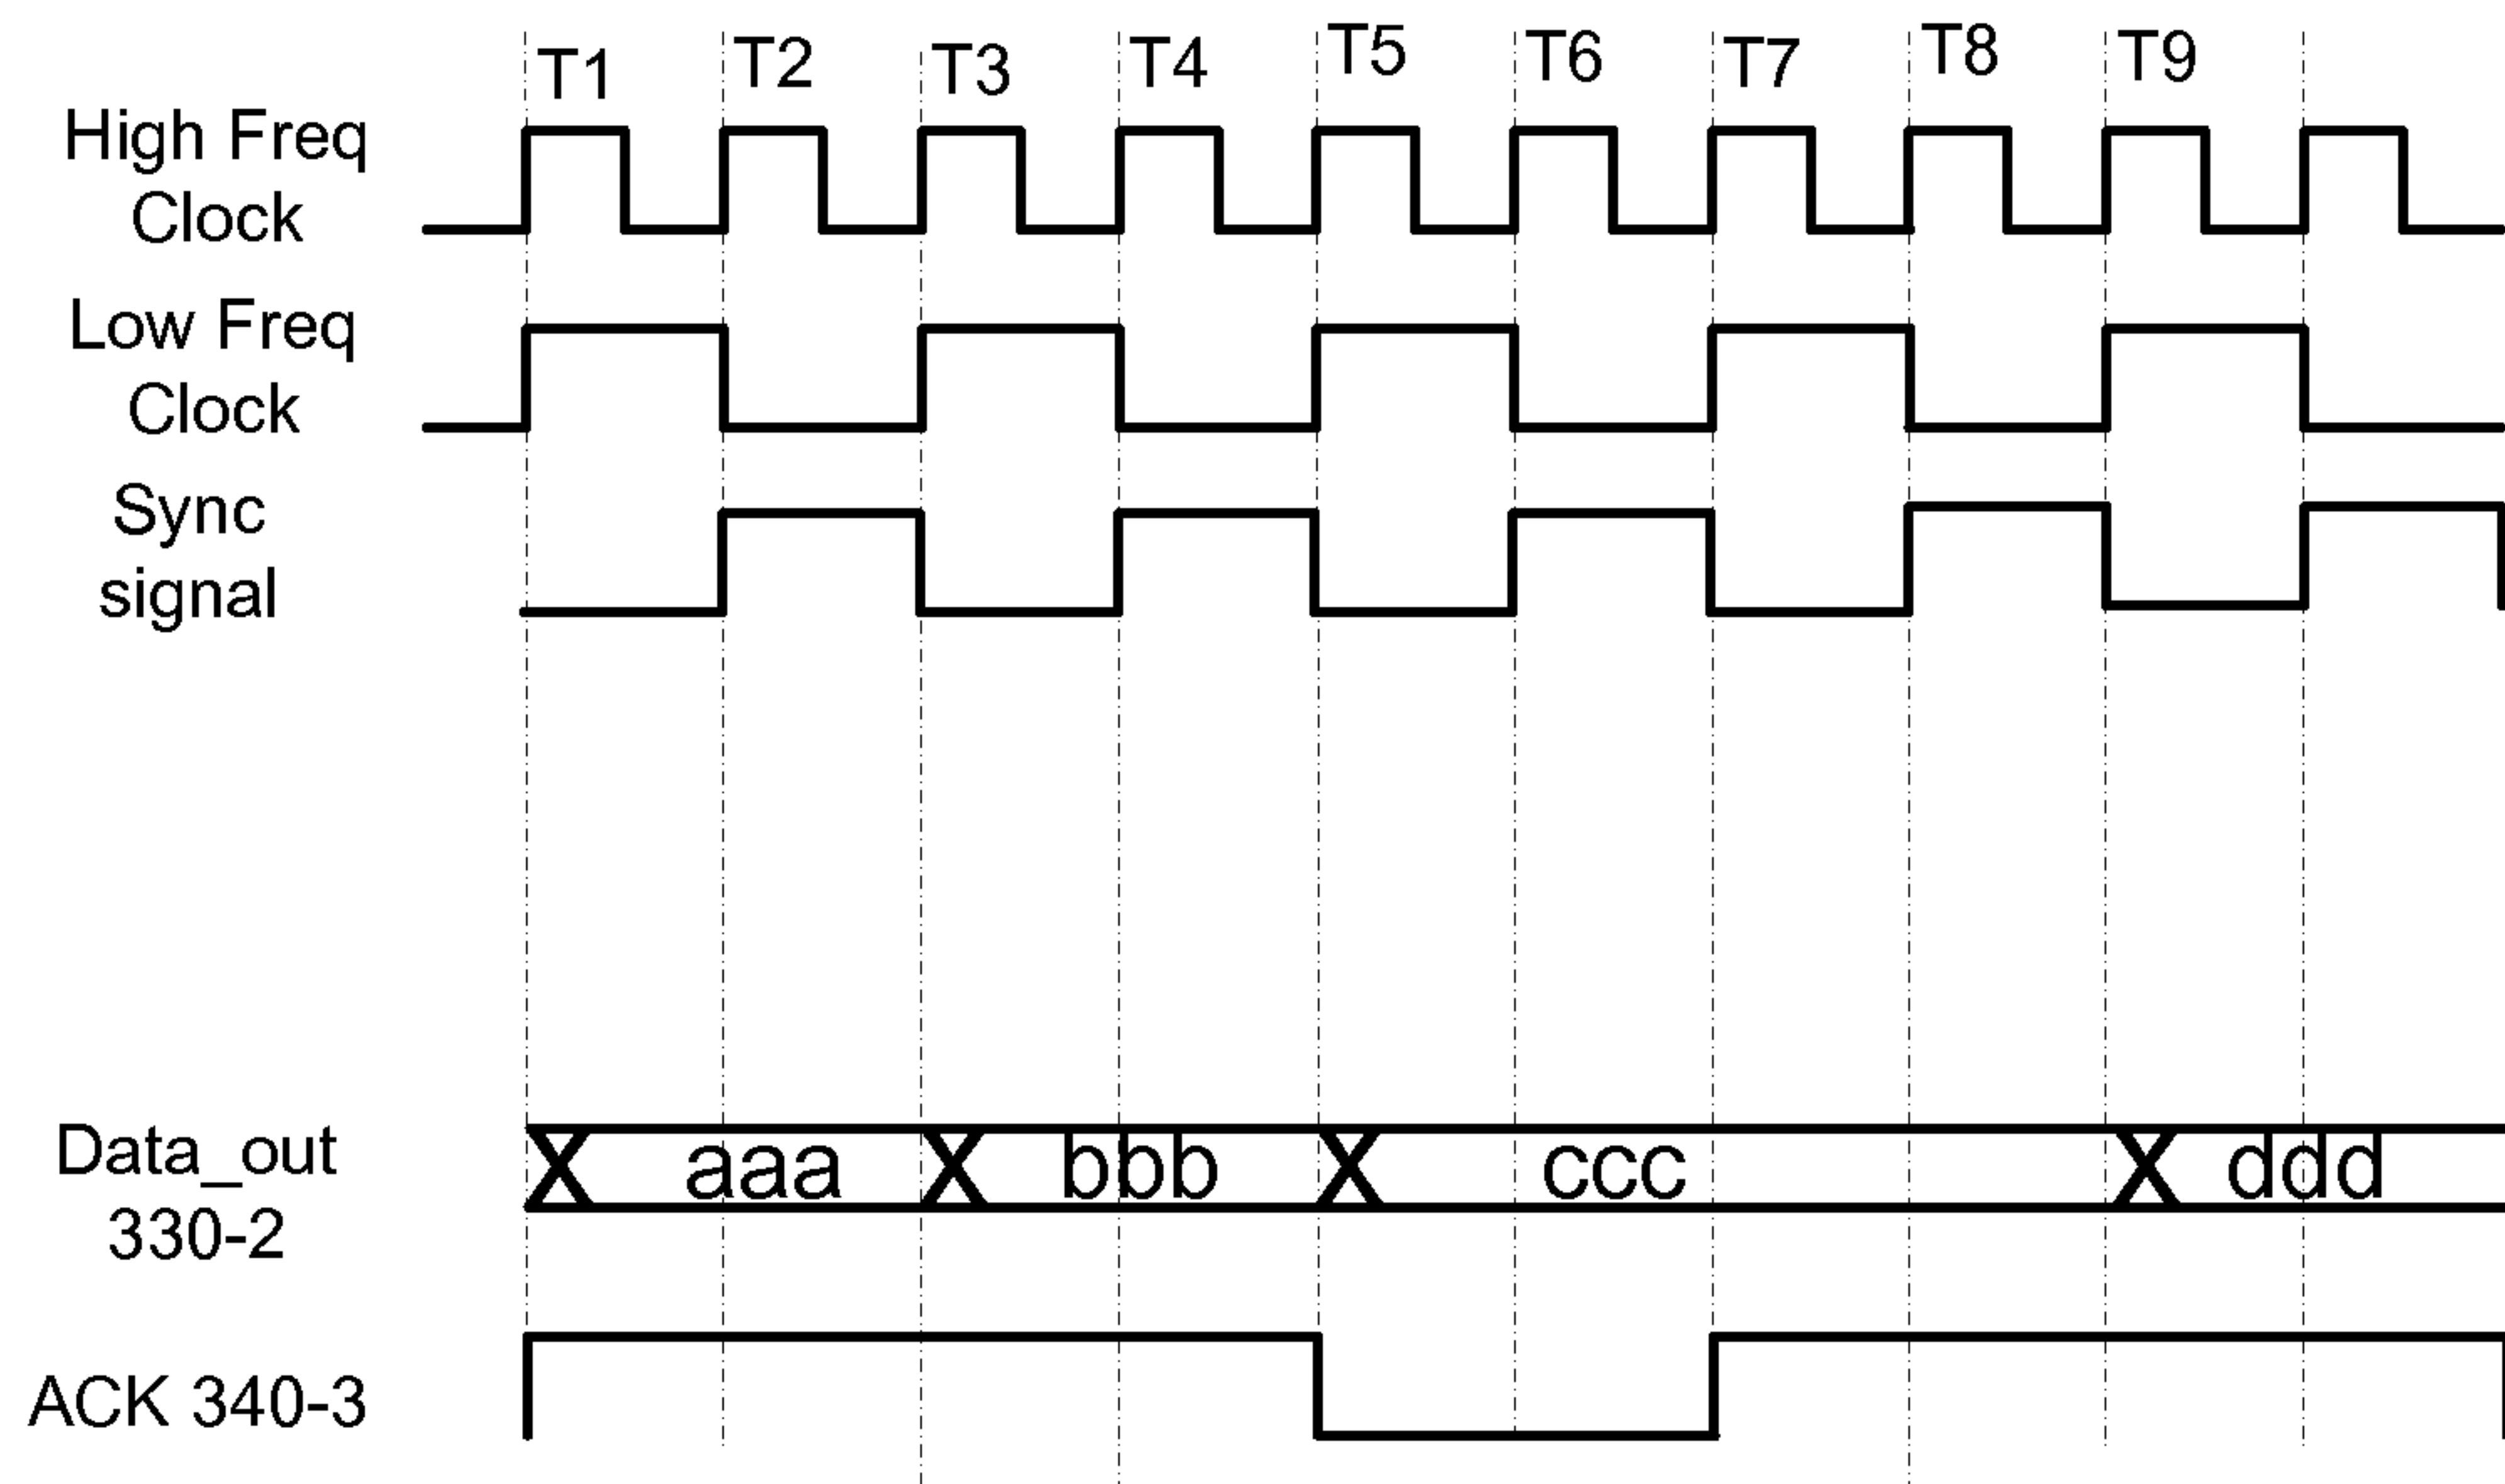 T1 T2 T3 T4 T5 T6 T7 T8 T9
High Freq
Clock
Low Freq
Clock
Sync
signal
Data_out
330-2
X aaa X bbb X ccc X ddd
ACK 340-3